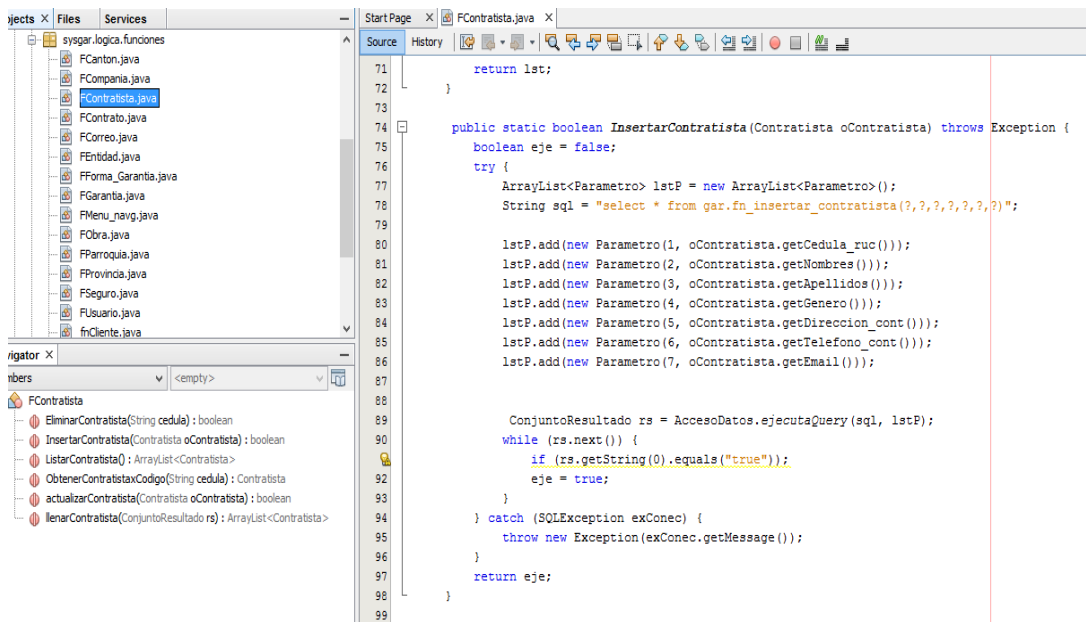 ojects × Files Services
sysgar.logica.funciones
FCanton.java
FCompania.java
FContratista.java
FContrato.java
FCorreo.java
FEntidad.java
FForma_Garantia.java
FGarantia.java
FMenu_navg.java
FObra.java
FParroquia.java
FProvincia.java
FSeguro.java
FUsuario.java
fnCliente.java
vigator ×
mbers <empty>
FContratista
EliminarContratista(String cedula) : boolean
InsertarContratista(Contratista oContratista) : boolean
ListarContratista() : ArrayList<Contratista>
ObtenerContratistaxCodigo(String cedula) : Contratista
actualizarContratista(Contratista oContratista) : boolean
llenarContratista(ConjuntoResultado rs) : ArrayList<Contratista>
Start Page × FContratista.java ×
Source History
71 return lst;
72 }
73
74 public static boolean InsertarContratista(Contratista oContratista) throws Exception {
75 boolean eje = false;
76 try {
77 ArrayList<Parametro> lstP = new ArrayList<Parametro>();
78 String sql = "select * from gar.fn_insertar_contratista(?,?,?,?,?,?,?)";
79
80 lstP.add(new Parametro(1, oContratista.getCedula_ruc()));
81 lstP.add(new Parametro(2, oContratista.getNombres()));
82 lstP.add(new Parametro(3, oContratista.getApellidos()));
83 lstP.add(new Parametro(4, oContratista.getGenero()));
84 lstP.add(new Parametro(5, oContratista.getDireccion_cont()));
85 lstP.add(new Parametro(6, oContratista.getTelefono_cont()));
86 lstP.add(new Parametro(7, oContratista.getEmail()));
87
88
89 ConjuntoResultado rs = AccesoDatos.ejecutaQuery(sql, lstP);
90 while (rs.next()) {
if (rs.getString(0).equals("true"));
92 eje = true;
93 }
94 } catch (SQLException exConec) {
95 throw new Exception(exConec.getMessage());
96 }
97 return eje;
98 }
99